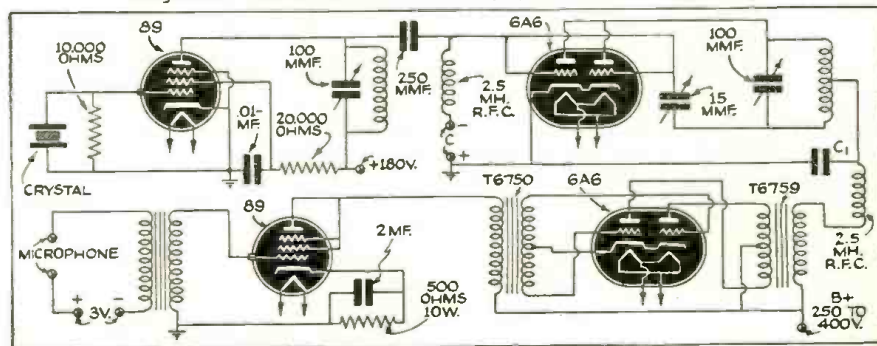 89
10,000
OHMS
100
MMF.
250
MMF.
6A6
100
MMF.
2.5
MH.
R.F.C.
15
MMF.
.01-
MF.
20,000
OHMS
+180V.
-
C
+
C1
CRYSTAL
89
T6750
6A6
T6759
MICROPHONE
2 MF.
2.5
MH.
R.F.C.
+ 3V. -
500
OHMS
10W.
B+
250 TO
400V.